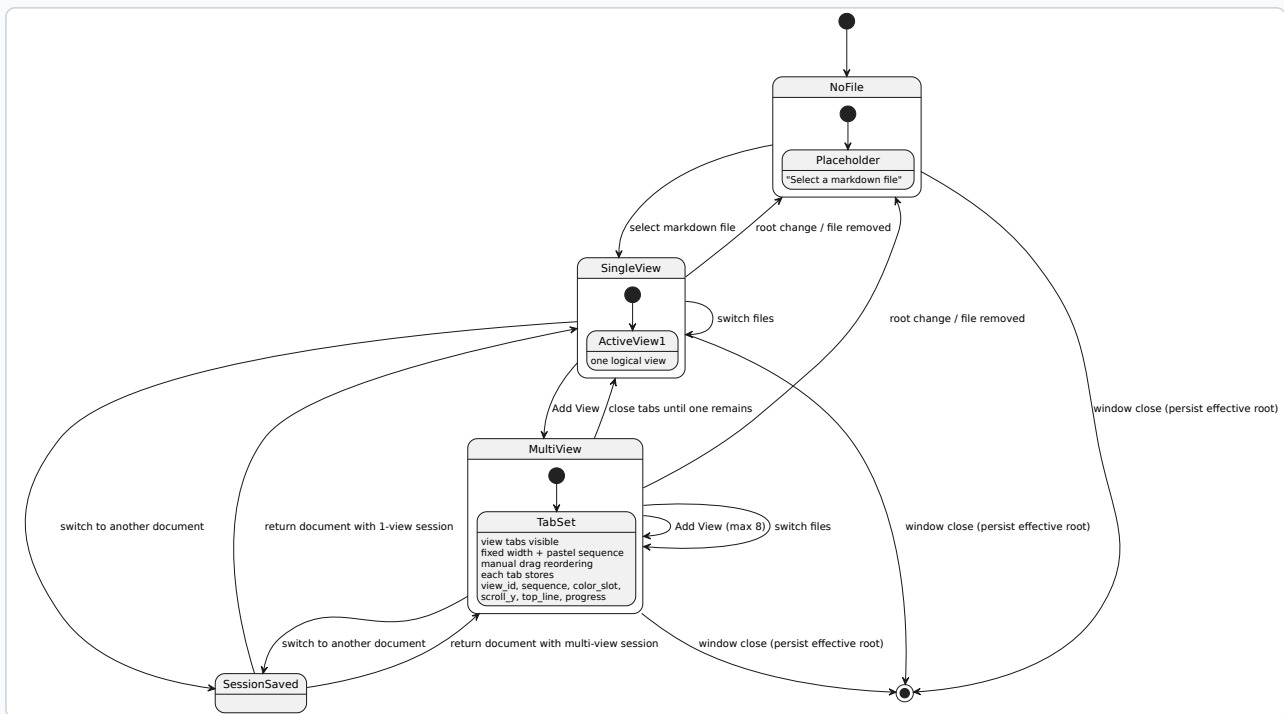 NoFile
Placeholder
"Select a markdown file"
select markdown file
root change / file removed
SingleView
ActiveView1
one logical view
switch files
root change / file removed
Add View
close tabs until one remains
window close (persist effective root)
MultiView
TabSet
view tabs visible
fixed width + pastel sequence
manual drag reordering
each tab stores
view_id, sequence, color_slot,
scroll_y, top_line, progress
Add View (max 8)
switch files
switch to another document
return document with 1-view session
window close (persist effective root)
switch to another document
return document with multi-view session
window close (persist effective root)
SessionSaved